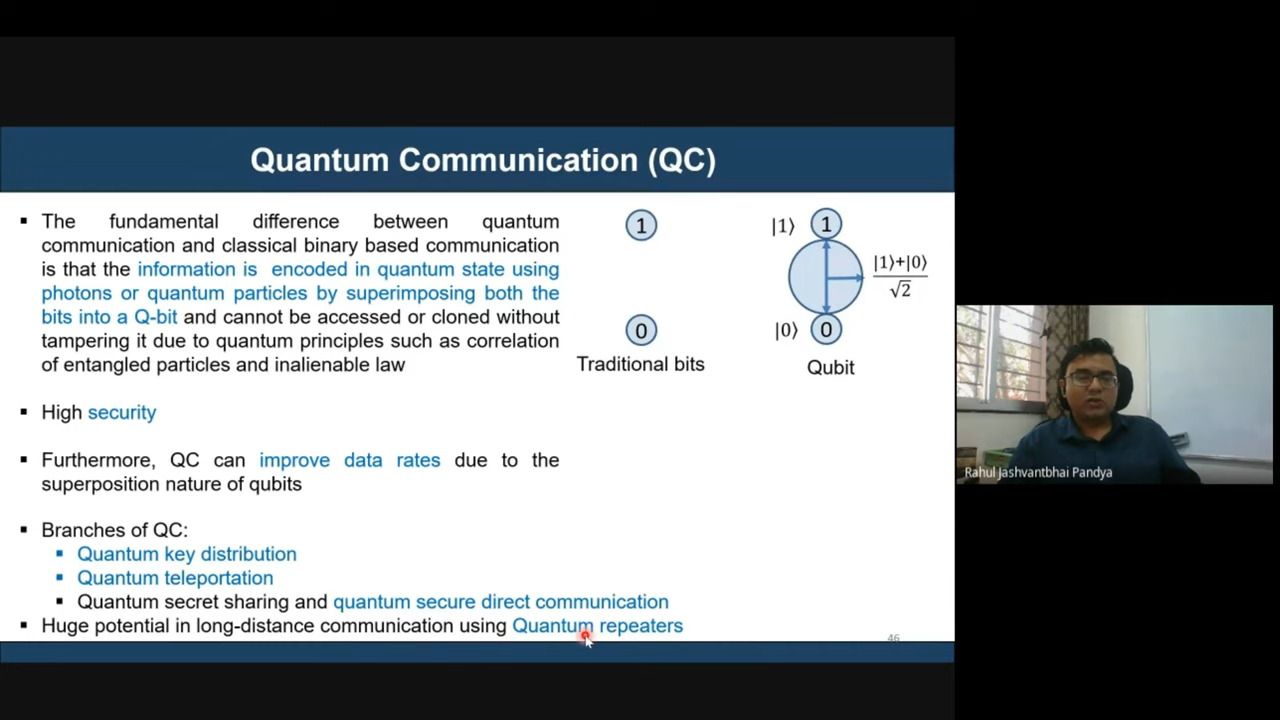 Quantum Communication (QC)
▪ The fundamental difference between quantum
communication and classical binary based communication
is that the information is encoded in quantum state using
photons or quantum particles by superimposing both the
bits into a Q-bit and cannot be accessed or cloned without
tampering it due to quantum principles such as correlation
of entangled particles and inalienable law
▪ High security
▪ Furthermore, QC can improve data rates due to the
superposition nature of qubits
▪ Branches of QC:
▪ Quantum key distribution
▪ Quantum teleportation
▪ Quantum secret sharing and quantum secure direct communication
▪ Huge potential in long-distance communication using Quantum repeaters
1
0
Traditional bits
|1⟩ 1
|1⟩+|0⟩
√2
|0⟩ 0
Qubit
46
Rahul Jashvantbhai Pandya